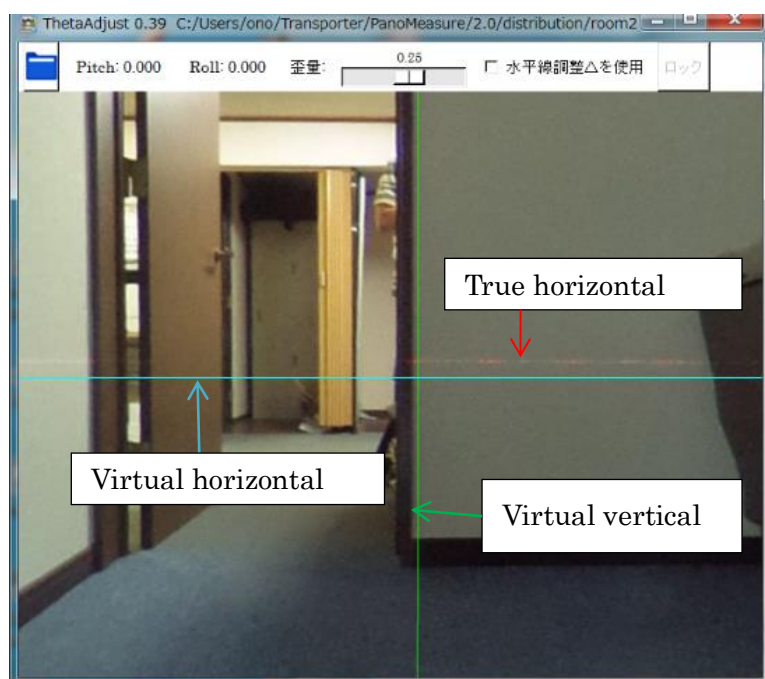 ThetaAdjust 0.39 C:/Users/ono/Transporter/PanoMeasure/2.0/distribution/room2
Pitch: 0.000 Roll: 0.000 歪量: 0.25 水平線調整△を使用 ロック
True horizontal
Virtual horizontal
Virtual vertical